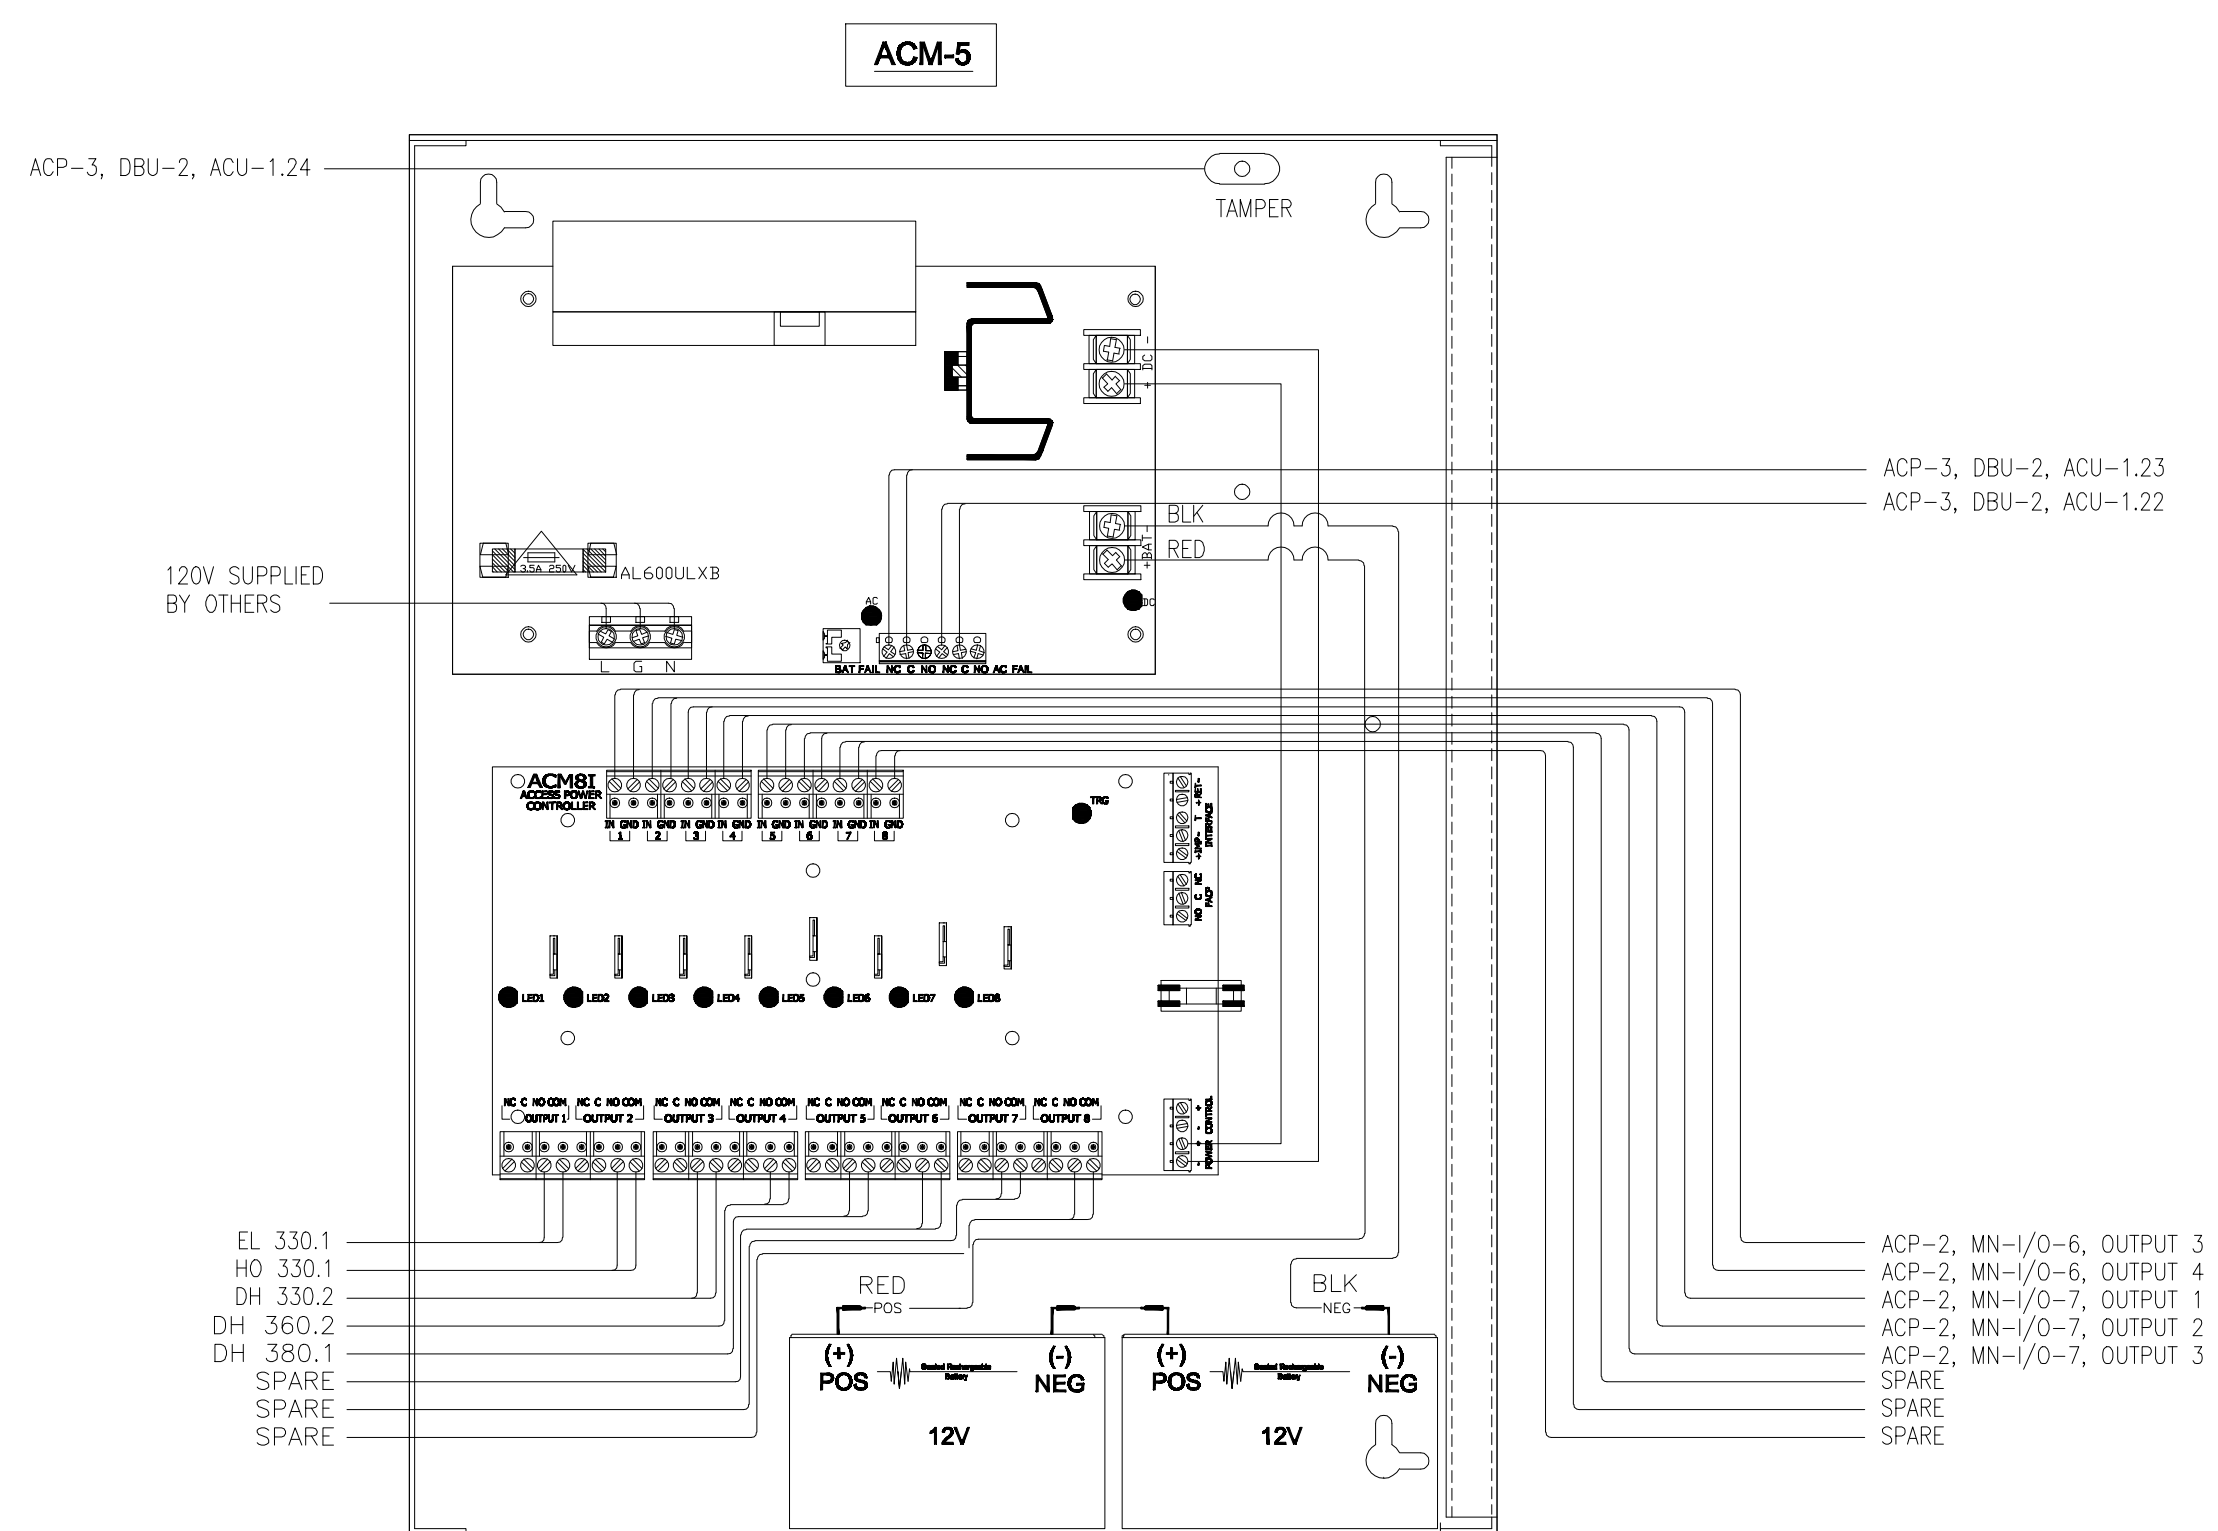 ACM-5
ACP-3, DBU-2, ACU-1.24
TAMPER
DC -
+
ACP-3, DBU-2, ACU-1.23
ACP-3, DBU-2, ACU-1.22
BLK
RED
+BAT-
3.5A 250V
AL600ULXB
120V SUPPLIED
BY OTHERS
AC
DC
L G N
BAT FAIL NC C NO NC C NO AC FAIL
ACM8I
ACCESS POWER
CONTROLLER
TRG
IN GND IN GND IN GND IN GND IN GND IN GND IN GND IN GND
1 2 3 4 5 6 7 8
+INP- T +RET-
INTERFACE
NO C NC
FACP
LED1 LED2 LED3 LED4 LED5 LED6 LED7 LED8
NC C NO COM NC C NO COM NC C NO COM NC C NO COM NC C NO COM NC C NO COM NC C NO COM NC C NO COM
OUTPUT 1 OUTPUT 2 OUTPUT 3 OUTPUT 4 OUTPUT 5 OUTPUT 6 OUTPUT 7 OUTPUT 8
- + - +
POWER CONTROL
EL 330.1
HO 330.1
DH 330.2
DH 360.2
DH 380.1
SPARE
SPARE
SPARE
RED
POS
BLK
NEG
(+)
POS
Sealed Rechargeable
Battery
(-)
NEG
12V
(+)
POS
Sealed Rechargeable
Battery
(-)
NEG
12V
ACP-2, MN-I/O-6, OUTPUT 3
ACP-2, MN-I/O-6, OUTPUT 4
ACP-2, MN-I/O-7, OUTPUT 1
ACP-2, MN-I/O-7, OUTPUT 2
ACP-2, MN-I/O-7, OUTPUT 3
SPARE
SPARE
SPARE